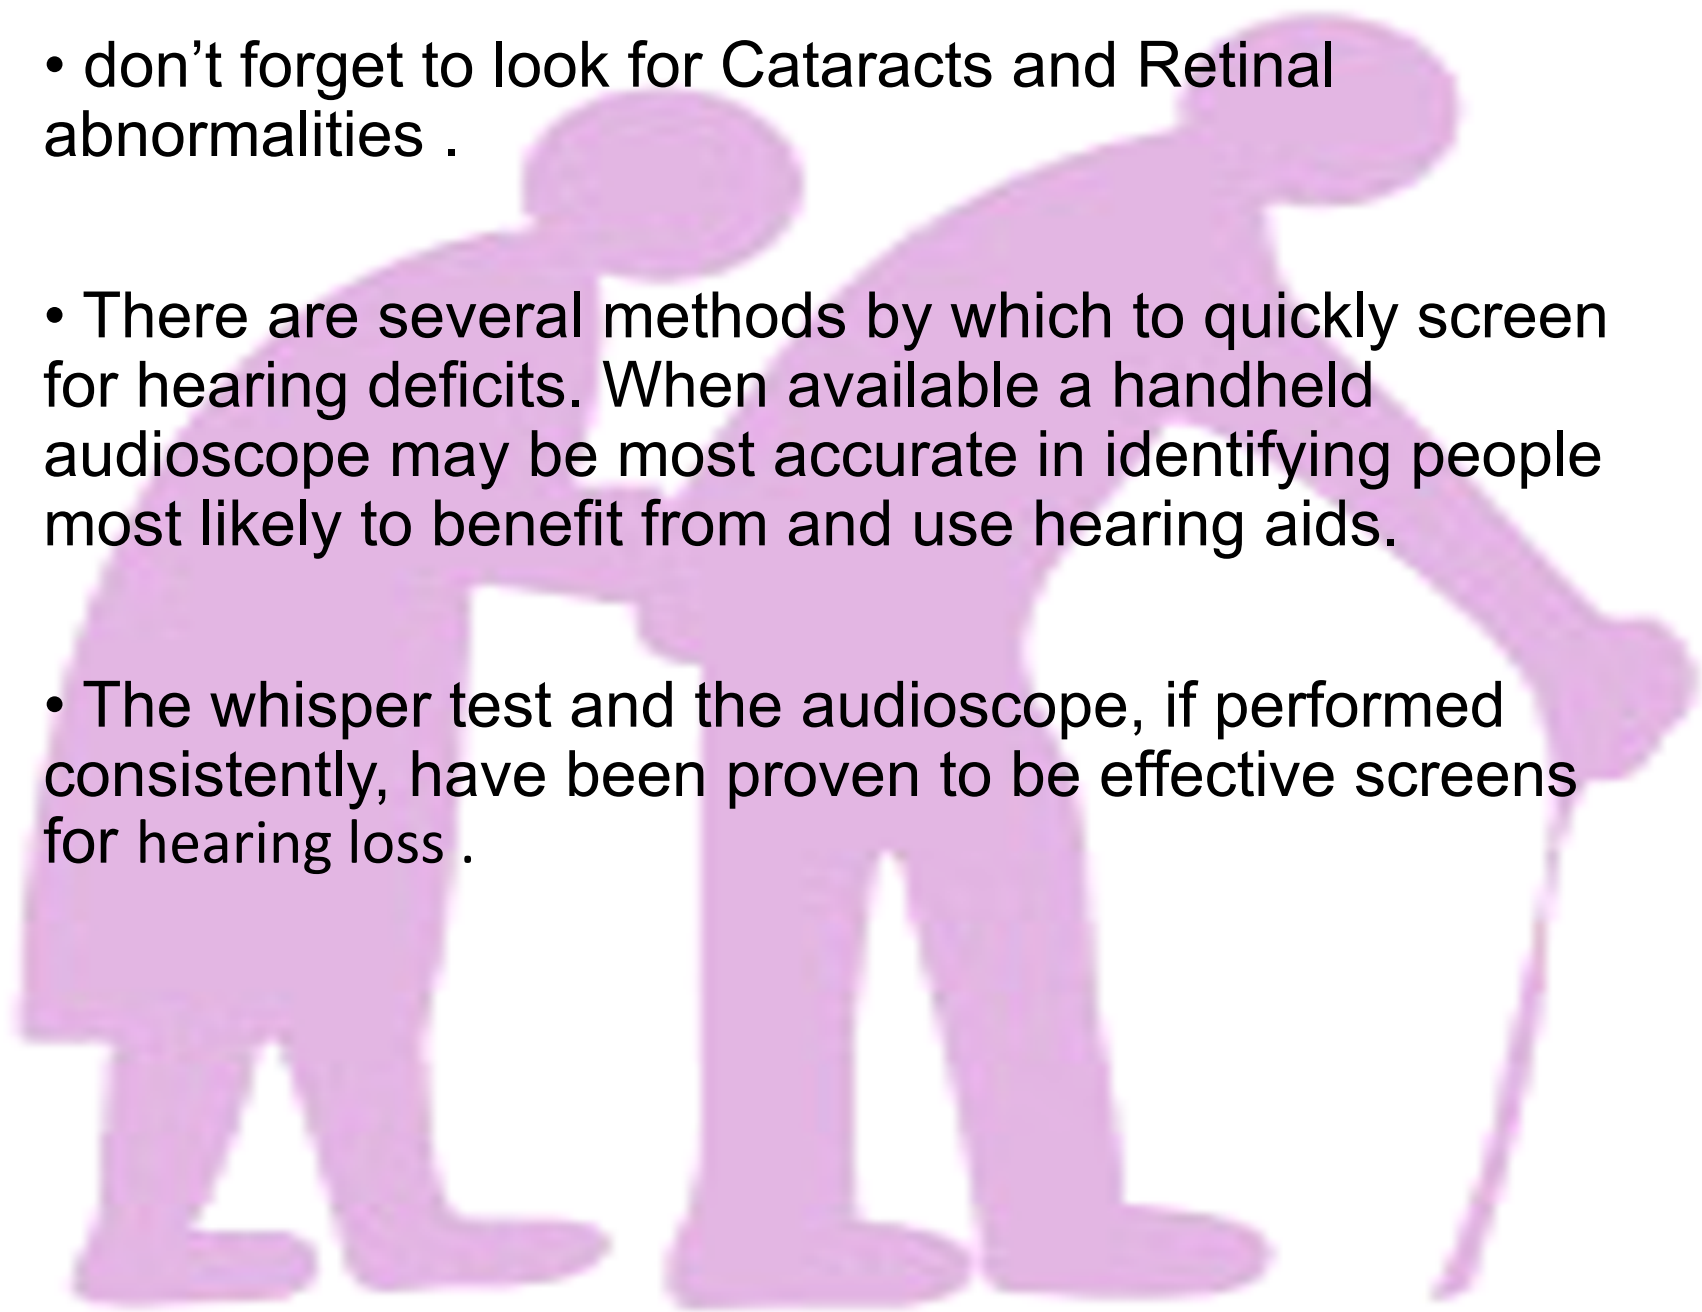 • don’t forget to look for Cataracts and Retinal
abnormalities .
• There are several methods by which to quickly screen
for hearing deficits. When available a handheld
audioscope may be most accurate in identifying people
most likely to benefit from and use hearing aids.
• The whisper test and the audioscope, if performed
consistently, have been proven to be effective screens
for hearing loss .